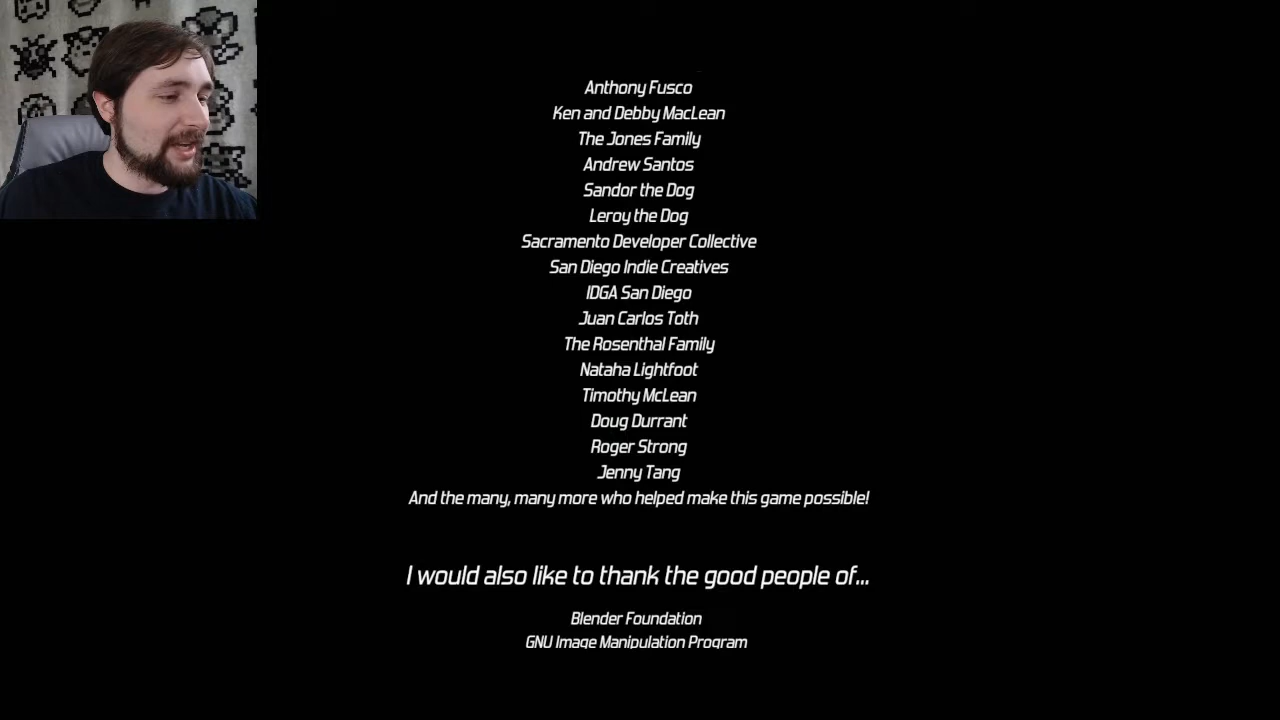 Anthony Fusco
Ken and Debby MacLean
The Jones Family
Andrew Santos
Sandor the Dog
Leroy the Dog
Sacramento Developer Collective
San Diego Indie Creatives
IDGA San Diego
Juan Carlos Toth
The Rosenthal Family
Nataha Lightfoot
Timothy McLean
Doug Durrant
Roger Strong
Jenny Tang
And the many, many more who helped make this game possible!
I would also like to thank the good people of...
Blender Foundation
GNU Image Manipulation Program